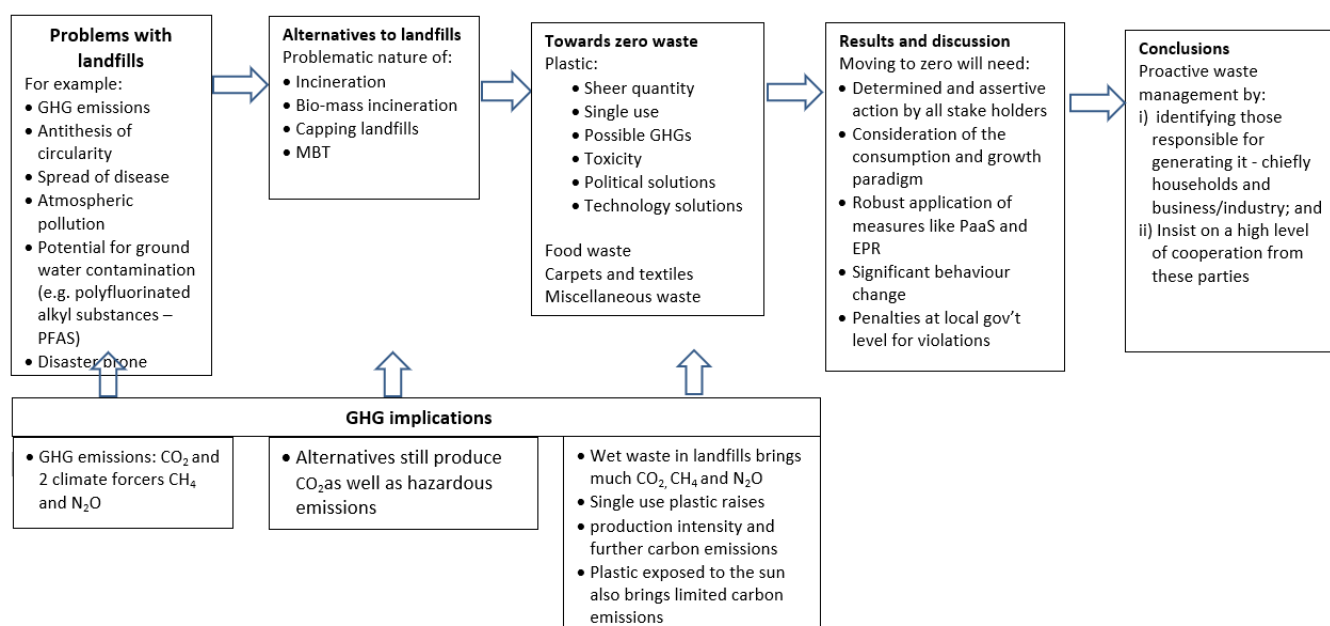 Problems with
landfills
For example:
• GHG emissions
• Antithesis of
circularity
• Spread of disease
• Atmospheric
pollution
• Potential for ground
water contamination
(e.g. polyfluorinated
alkyl substances –
PFAS)
• Disaster prone
Alternatives to landfills
Problematic nature of:
• Incineration
• Bio-mass incineration
• Capping landfills
• MBT
Towards zero waste
Plastic:
• Sheer quantity
• Single use
• Possible GHGs
• Toxicity
• Political solutions
• Technology solutions
Food waste
Carpets and textiles
Miscellaneous waste
Results and discussion
Moving to zero will need:
• Determined and assertive
action by all stake holders
• Consideration of the
consumption and growth
paradigm
• Robust application of
measures like PaaS and
EPR
• Significant behaviour
change
• Penalties at local gov’t
level for violations
Conclusions
Proactive waste
management by:
i) identifying those
responsible for
generating it - chiefly
households and
business/industry; and
ii) Insist on a high level
of cooperation from
these parties
GHG implications
• GHG emissions: CO₂ and
2 climate forcers CH₄
and N₂O
• Alternatives still produce
CO₂as well as hazardous
emissions
• Wet waste in landfills brings
much CO₂, CH₄ and N₂O
• Single use plastic raises
• production intensity and
further carbon emissions
• Plastic exposed to the sun
also brings limited carbon
emissions